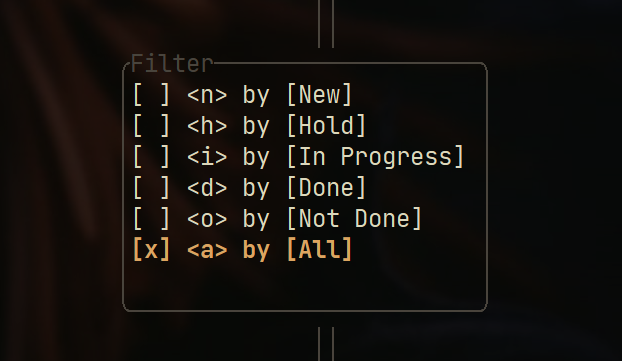 Filter
[ ] <n> by [New]
[ ] <h> by [Hold]
[ ] <i> by [In Progress]
[ ] <d> by [Done]
[ ] <o> by [Not Done]
[x] <a> by [All]